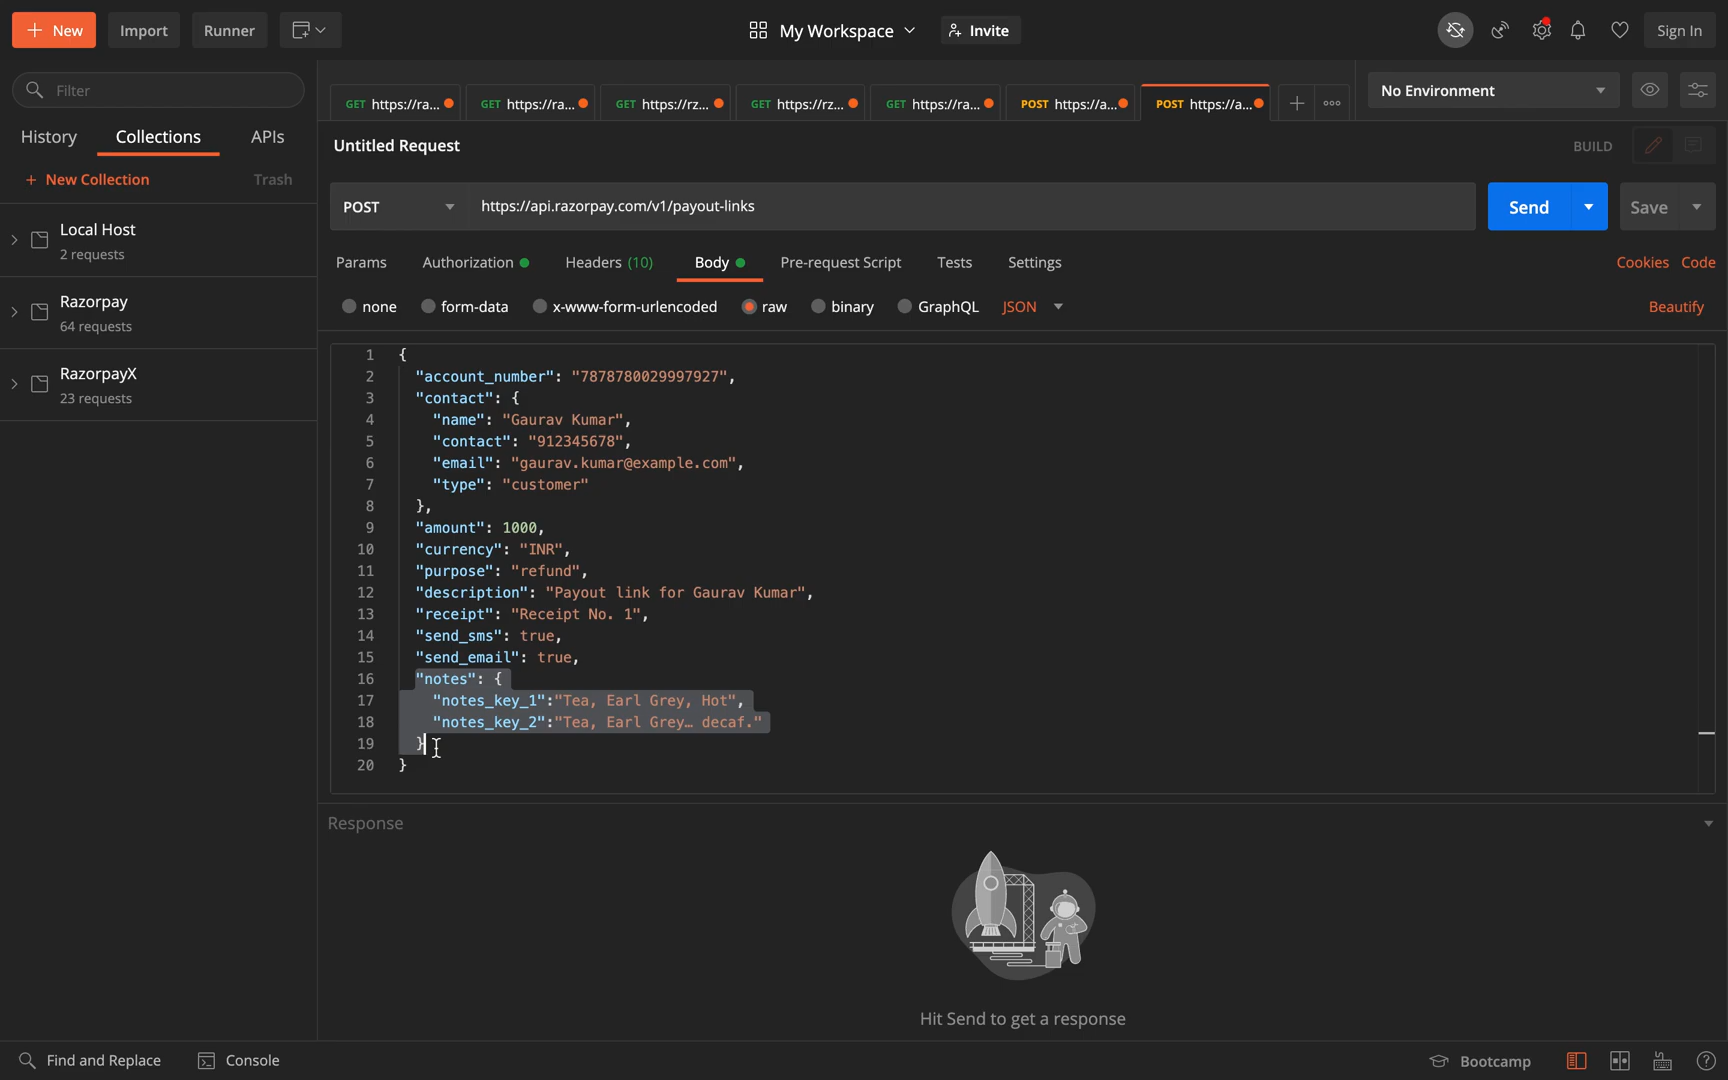 New
Import
Runner
My Workspace
Invite
Sign In
Filter
GET https://ra...
GET https://ra...
GET https://rz...
GET https://rz...
GET https://ra...
POST https://a...
POST https://a...
No Environment
History
Collections
APIs
Untitled Request
BUILD
+ New Collection
Trash
POST
https://api.razorpay.com/v1/payout-links
Send
Save
Local Host
2 requests
Razorpay
64 requests
RazorpayX
23 requests
Params
Authorization
Headers (10)
Body
Pre-request Script
Tests
Settings
Cookies
Code
none
form-data
x-www-form-urlencoded
raw
binary
GraphQL
JSON
Beautify
1 {
2 "account_number": "7878780029997927",
3 "contact": {
4 "name": "Gaurav Kumar",
5 "contact": "912345678",
6 "email": "gaurav.kumar@example.com",
7 "type": "customer"
8 },
9 "amount": 1000,
10 "currency": "INR",
11 "purpose": "refund",
12 "description": "Payout link for Gaurav Kumar",
13 "receipt": "Receipt No. 1",
14 "send_sms": true,
15 "send_email": true,
16 "notes": {
17 "notes_key_1":"Tea, Earl Grey, Hot",
18 "notes_key_2":"Tea, Earl Grey… decaf."
19 }
20 }
Response
Hit Send to get a response
Find and Replace
Console
Bootcamp